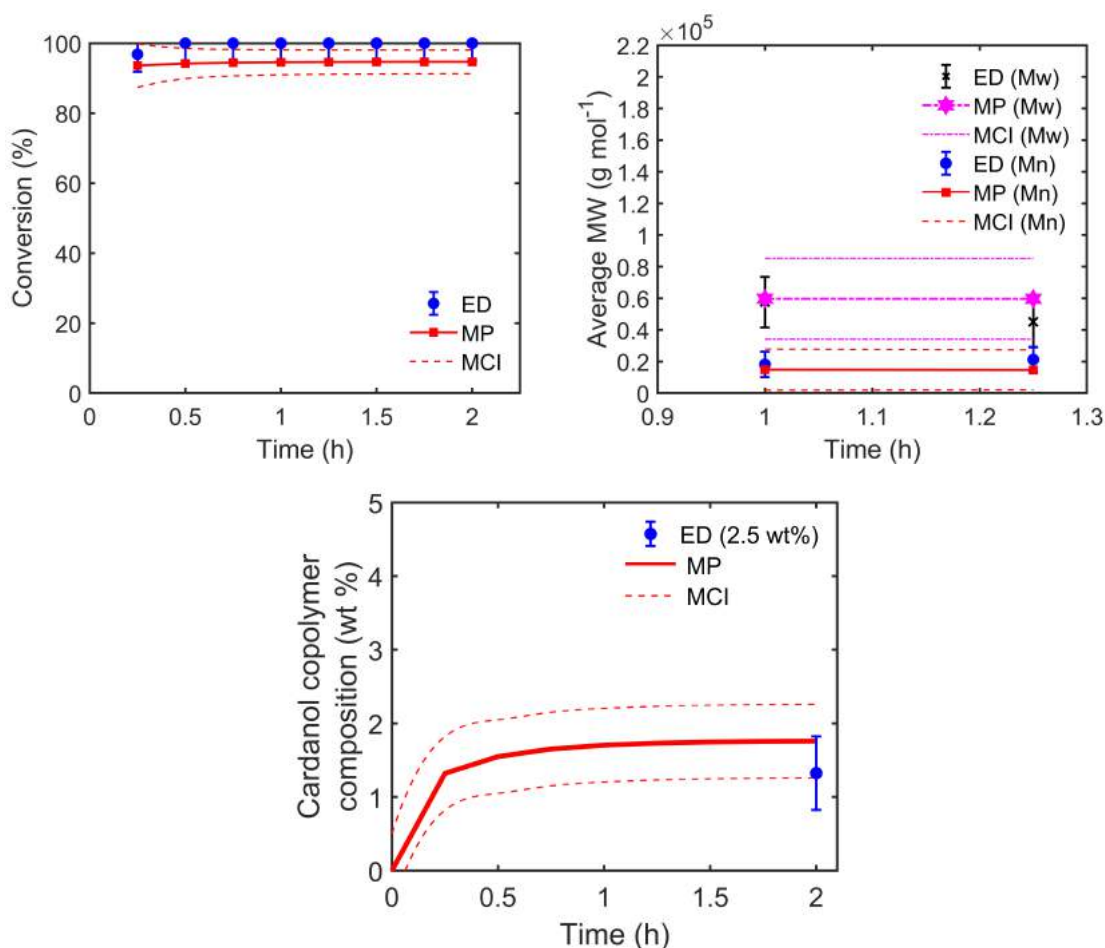 100
80
60
40
20
0
Conversion (%)
ED
MP
MCI
0
0.5
1
1.5
2
Time (h)
×10⁵
2.2
2
1.8
1.6
1.4
1.2
1
0.8
0.6
0.4
0.2
0
Average MW (g mol⁻¹)
ED (Mw)
MP (Mw)
MCI (Mw)
ED (Mn)
MP (Mn)
MCI (Mn)
0.9
1
1.1
1.2
1.3
Time (h)
5
4
3
2
1
0
Cardanol copolymer
composition (wt %)
ED (2.5 wt%)
MP
MCI
0
0.5
1
1.5
2
Time (h)